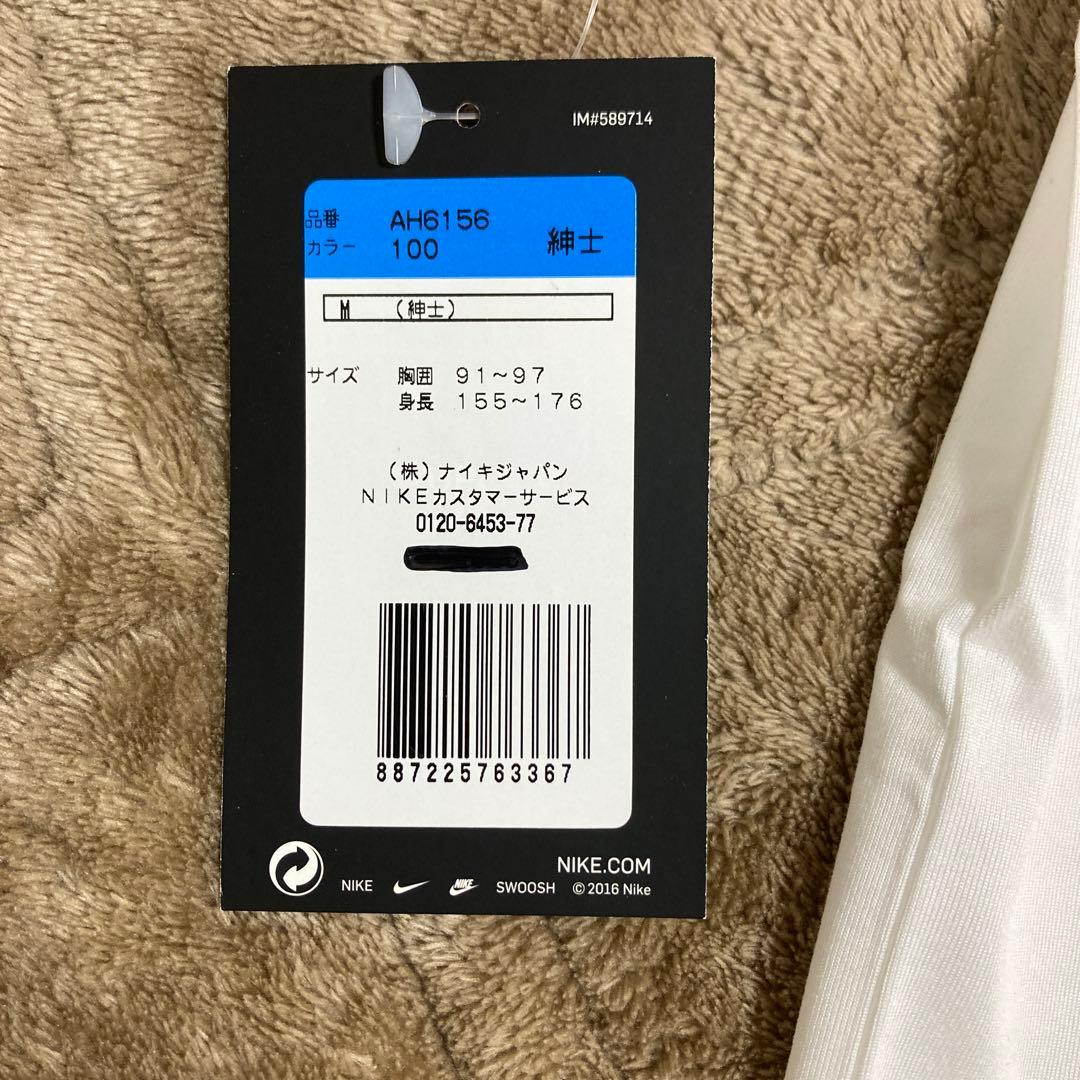 IM#589714
品番 AH6156
カラー 100 紳士
M (紳士)
サイズ 胸囲 91~97
身長 155~176
(株)ナイキジャパン
NIKEカスタマーサービス
0120-6453-77
887225763367
NIKE.COM
NIKE NIKE SWOOSH © 2016 Nike